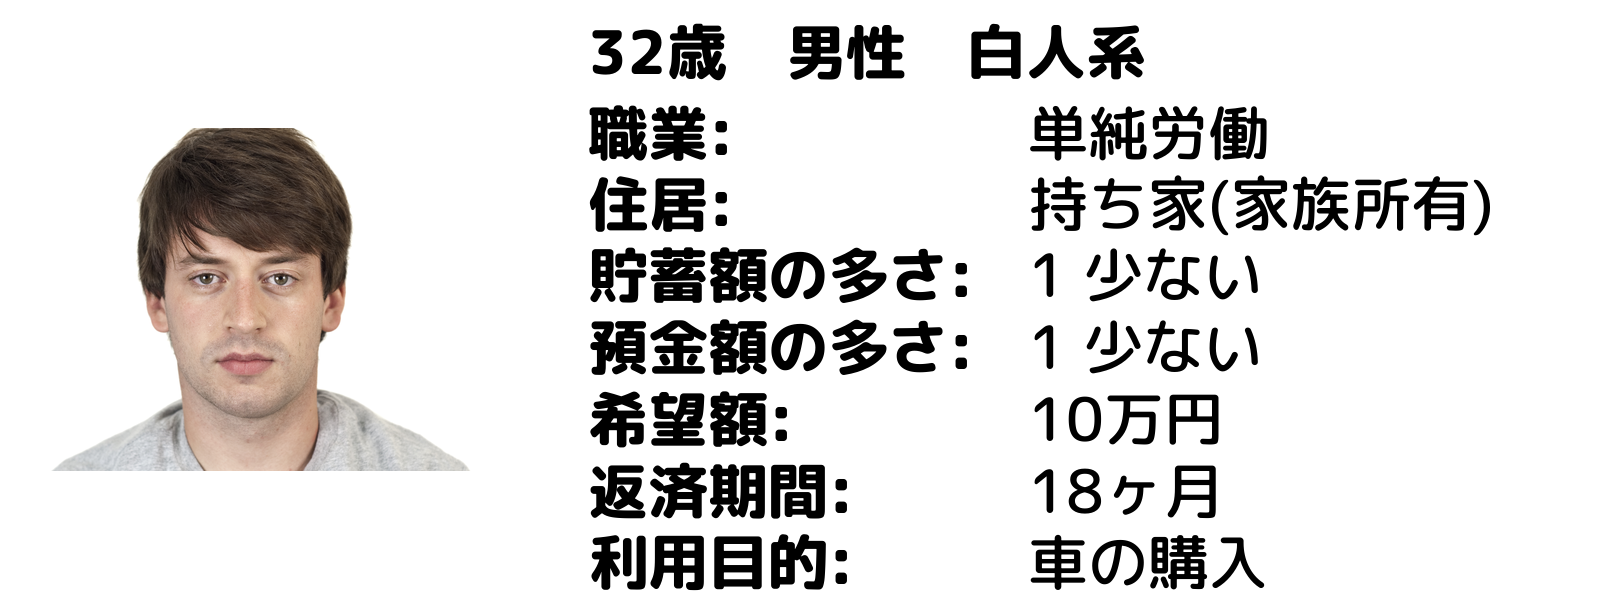 32歳　男性　白人系
職業: 単純労働
住居: 持ち家(家族所有)
貯蓄額の多さ: 1 少ない
預金額の多さ: 1 少ない
希望額: 10万円
返済期間: 18ヶ月
利用目的: 車の購入